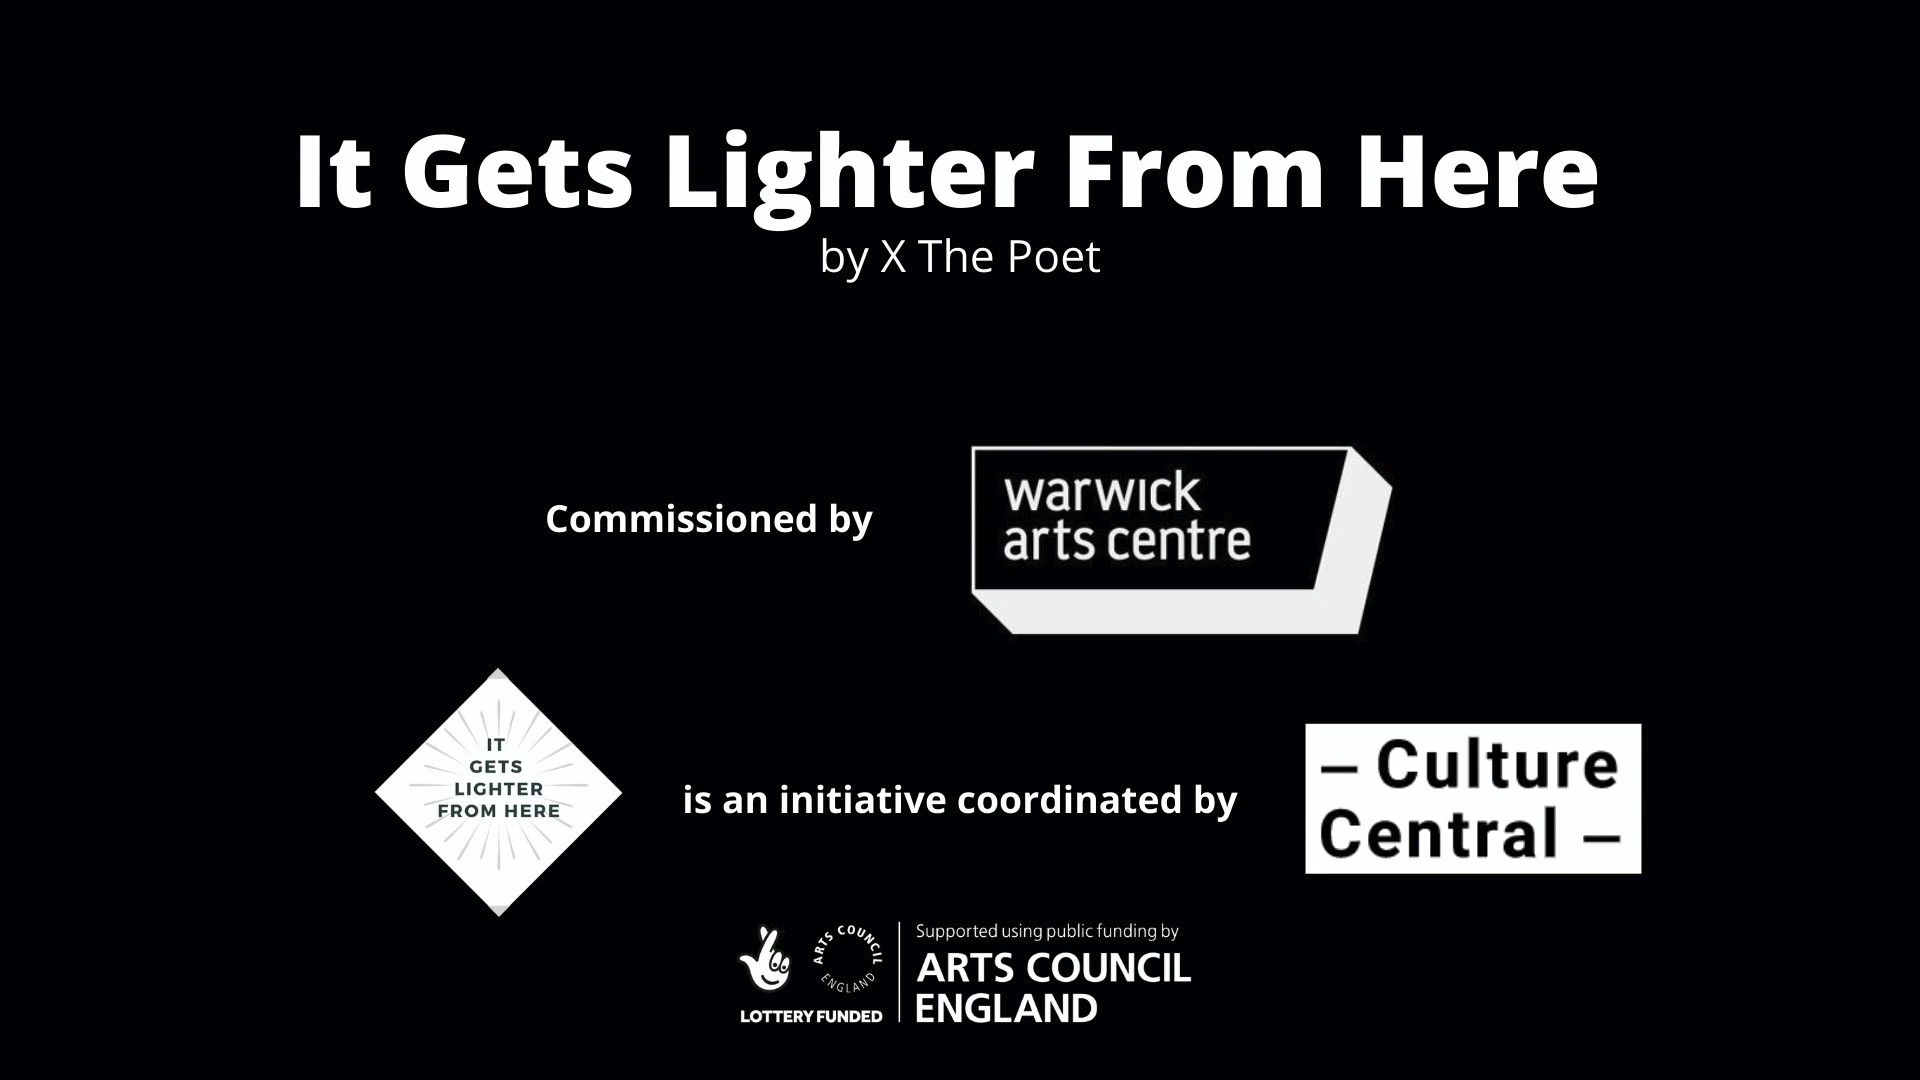 It Gets Lighter From Here
by X The Poet
Commissioned by
warwick
arts centre
IT
GETS
LIGHTER
FROM HERE
is an initiative coordinated by
– Culture
Central –
ARTS COUNCIL
ENGLAND
LOTTERY FUNDED
Supported using public funding by
ARTS COUNCIL
ENGLAND